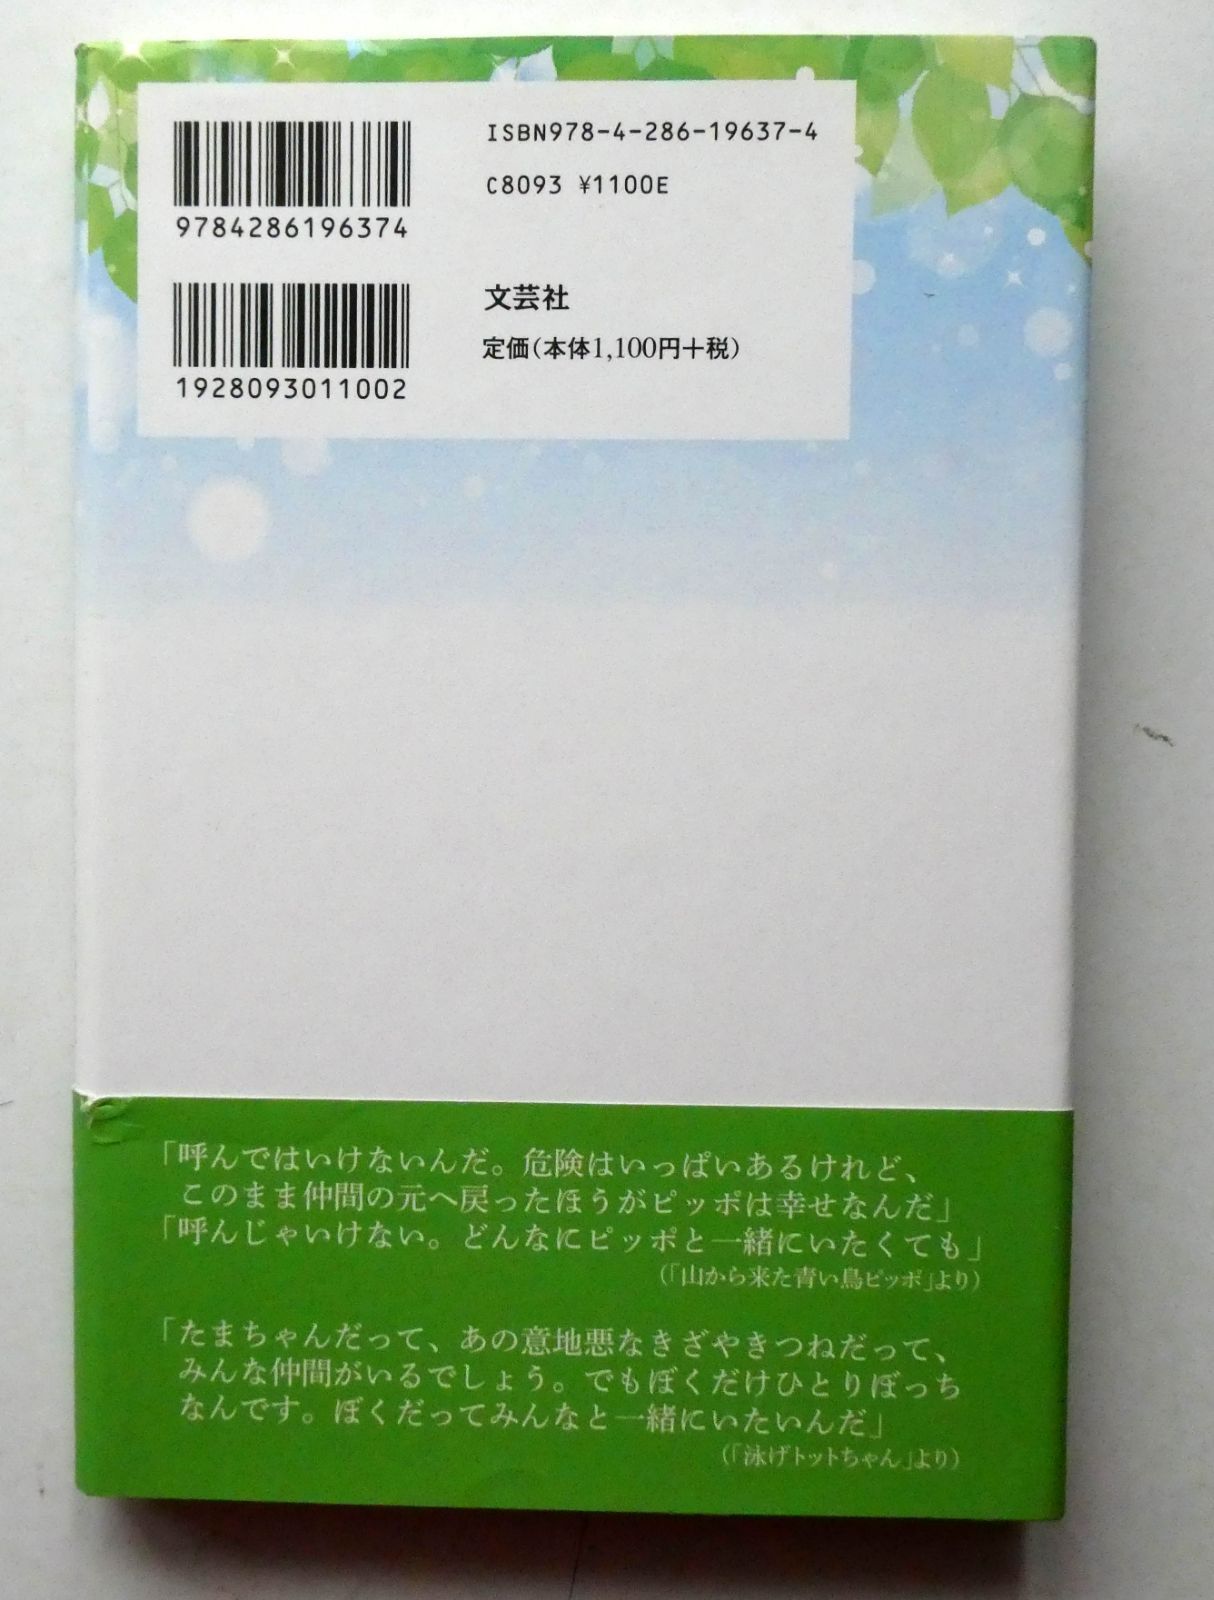 ISBN978-4-286-19637-4
C8093 ¥1100E
9784286196374
文芸社
定価(本体1,100円+税)
1928093011002
「呼んではいけないんだ。危険はいっぱいあるけれど、
このまま仲間の元へ戻ったほうがピッポは幸せなんだ」
「呼んじゃいけない。どんなにピッポと一緒にいたくても」
(「山から来た青い鳥ピッポ」より)
「たまちゃんだって、あの意地悪なきざやきつねだって、
みんな仲間がいるでしょう。でもぼくだけひとりぼっち
なんです。ぼくだってみんなと一緒にいたいんだ」
(「泳げトットちゃん」より)